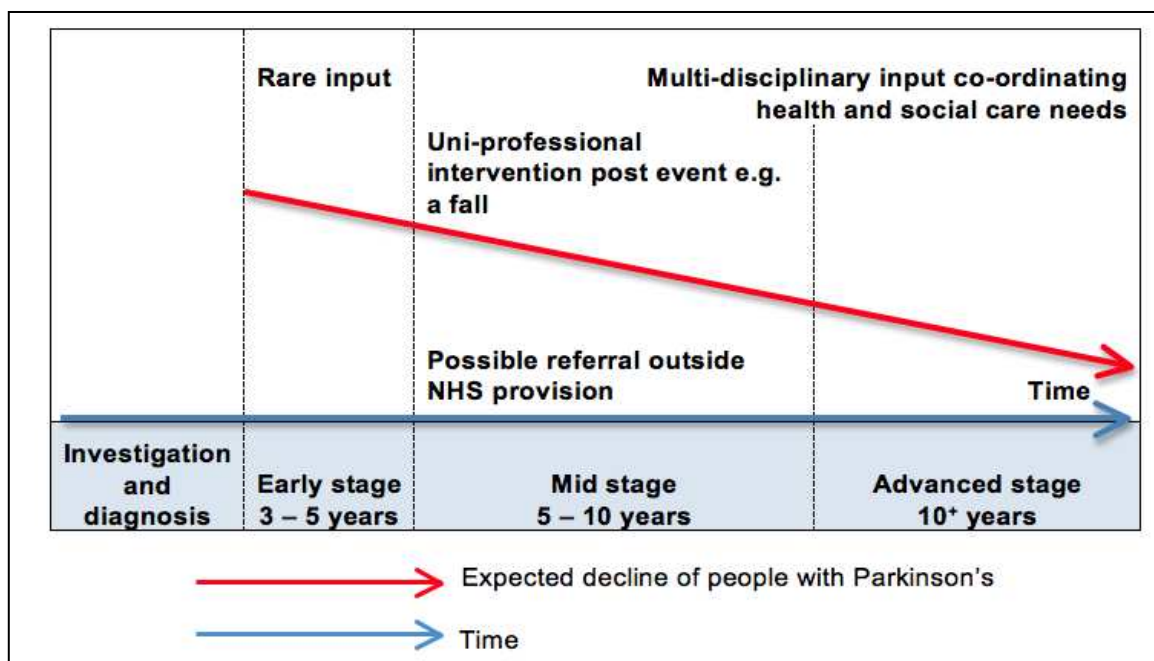 Rare input
Multi-disciplinary input co-ordinating
health and social care needs
Uni-professional
intervention post event e.g.
a fall
Possible referral outside
NHS provision
Time
Investigation
and
diagnosis
Early stage
3 – 5 years
Mid stage
5 – 10 years
Advanced stage
10⁺ years
Expected decline of people with Parkinson's
Time